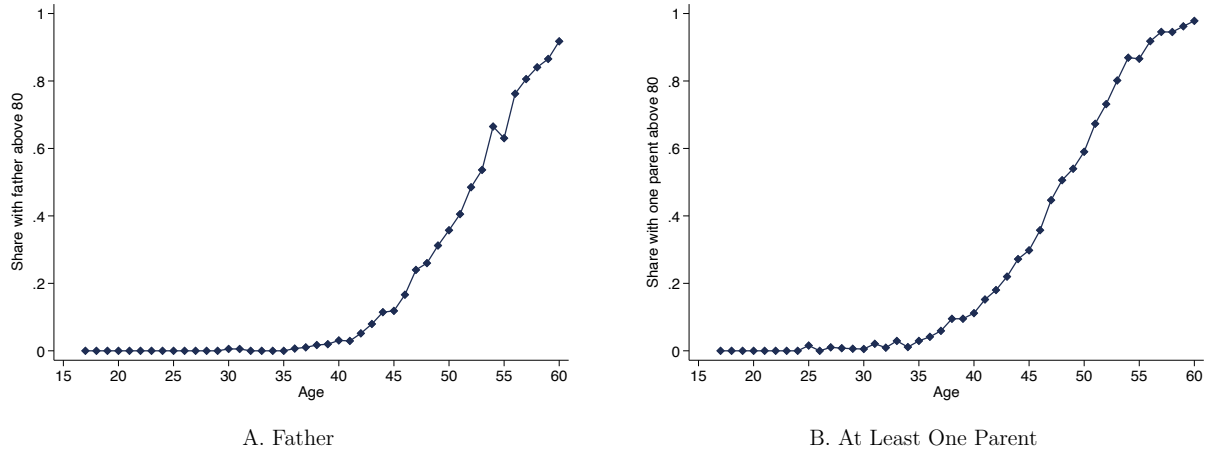 1
.8
.6
.4
.2
0
Share with father above 80
15 20 25 30 35 40 45 50 55 60
Age
A. Father
1
.8
.6
.4
.2
0
Share with one parent above 80
15 20 25 30 35 40 45 50 55 60
Age
B. At Least One Parent